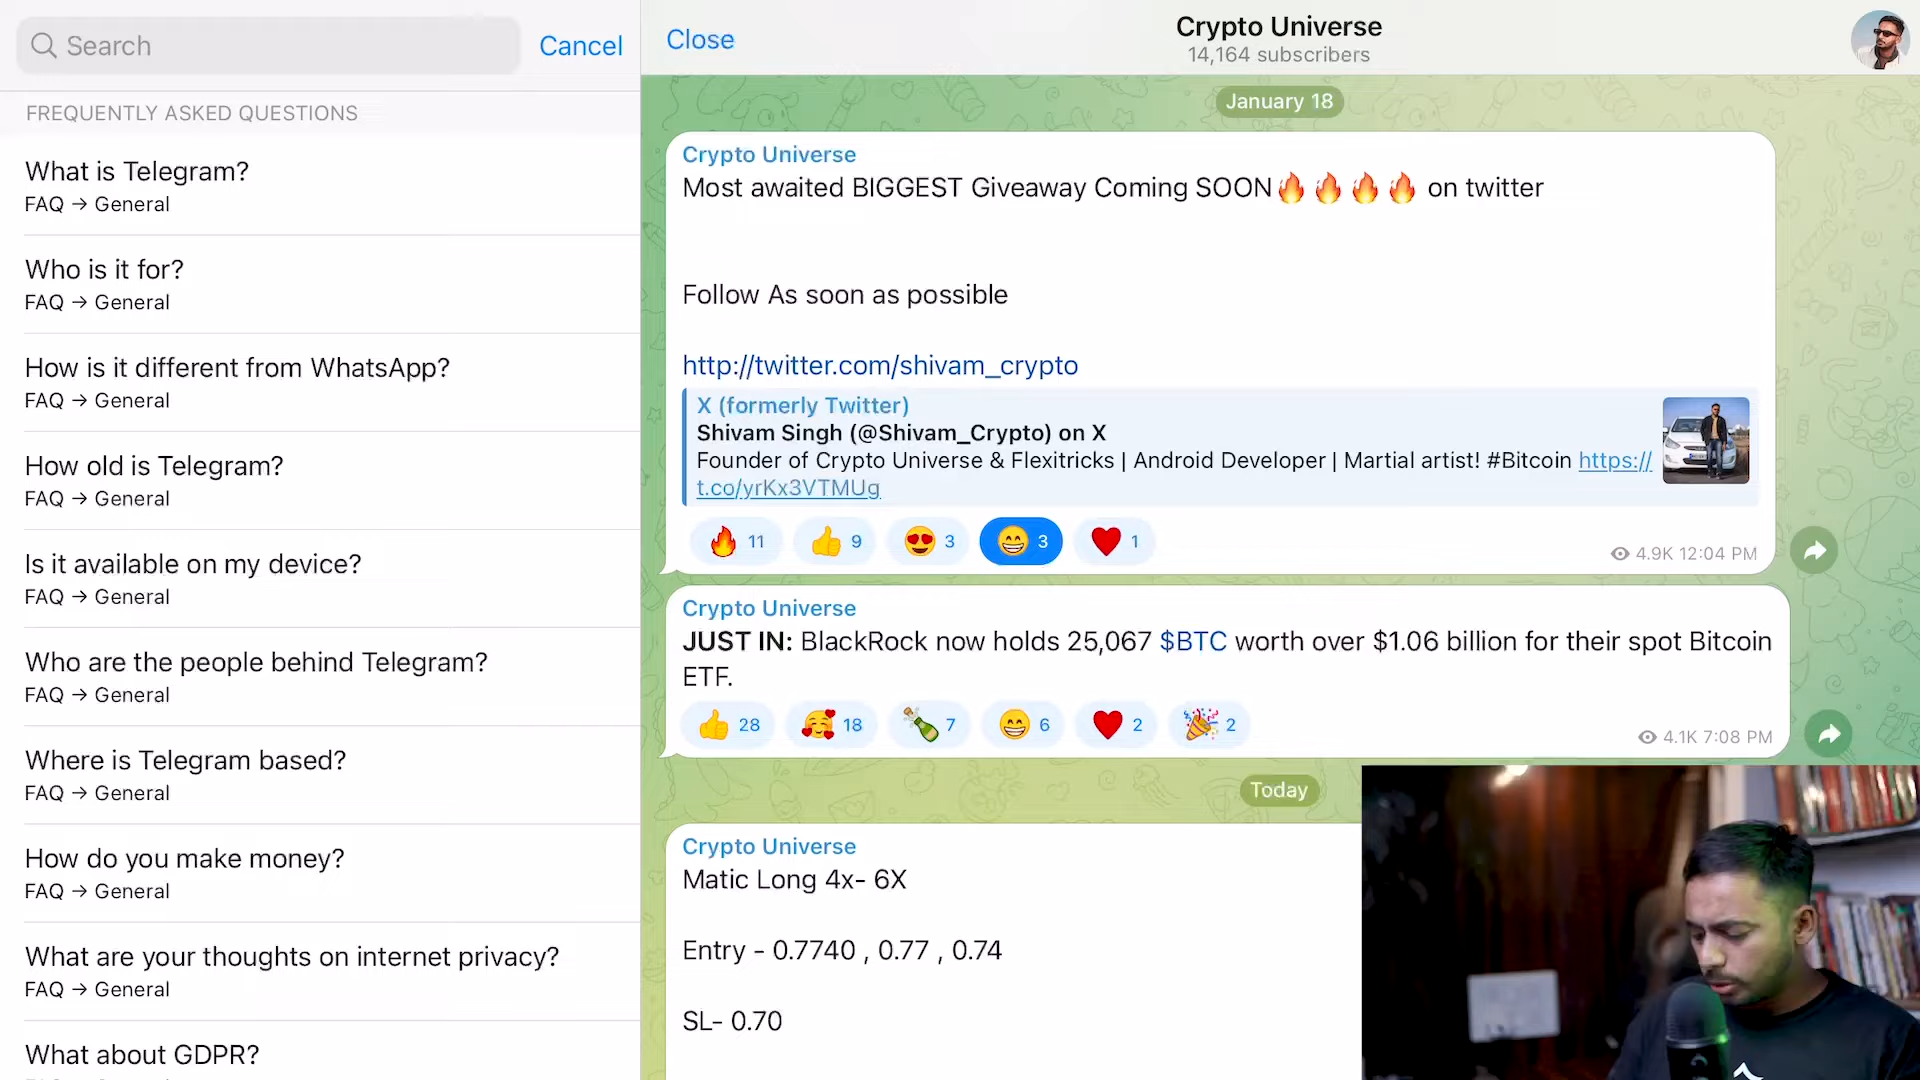 Search
Cancel
FREQUENTLY ASKED QUESTIONS
What is Telegram?
FAQ → General
Who is it for?
FAQ → General
How is it different from WhatsApp?
FAQ → General
How old is Telegram?
FAQ → General
Is it available on my device?
FAQ → General
Who are the people behind Telegram?
FAQ → General
Where is Telegram based?
FAQ → General
How do you make money?
FAQ → General
What are your thoughts on internet privacy?
FAQ → General
What about GDPR?
Close
Crypto Universe
14,164 subscribers
January 18
Crypto Universe
Most awaited BIGGEST Giveaway Coming SOON🔥🔥🔥🔥 on twitter
Follow As soon as possible
http://twitter.com/shivam_crypto
X (formerly Twitter)
Shivam Singh (@Shivam_Crypto) on X
Founder of Crypto Universe & Flexitricks | Android Developer | Martial artist! #Bitcoin https://
t.co/yrKx3VTMUg
🔥 11 👍 9 😍 3 😁 3 ❤️ 1
4.9K 12:04 PM
Crypto Universe
JUST IN: BlackRock now holds 25,067 $BTC worth over $1.06 billion for their spot Bitcoin
ETF.
👍 28 🥰 18 🍾 7 😁 6 ❤️ 2 🎉 2
4.1K 7:08 PM
Today
Crypto Universe
Matic Long 4x- 6X
Entry - 0.7740 , 0.77 , 0.74
SL- 0.70